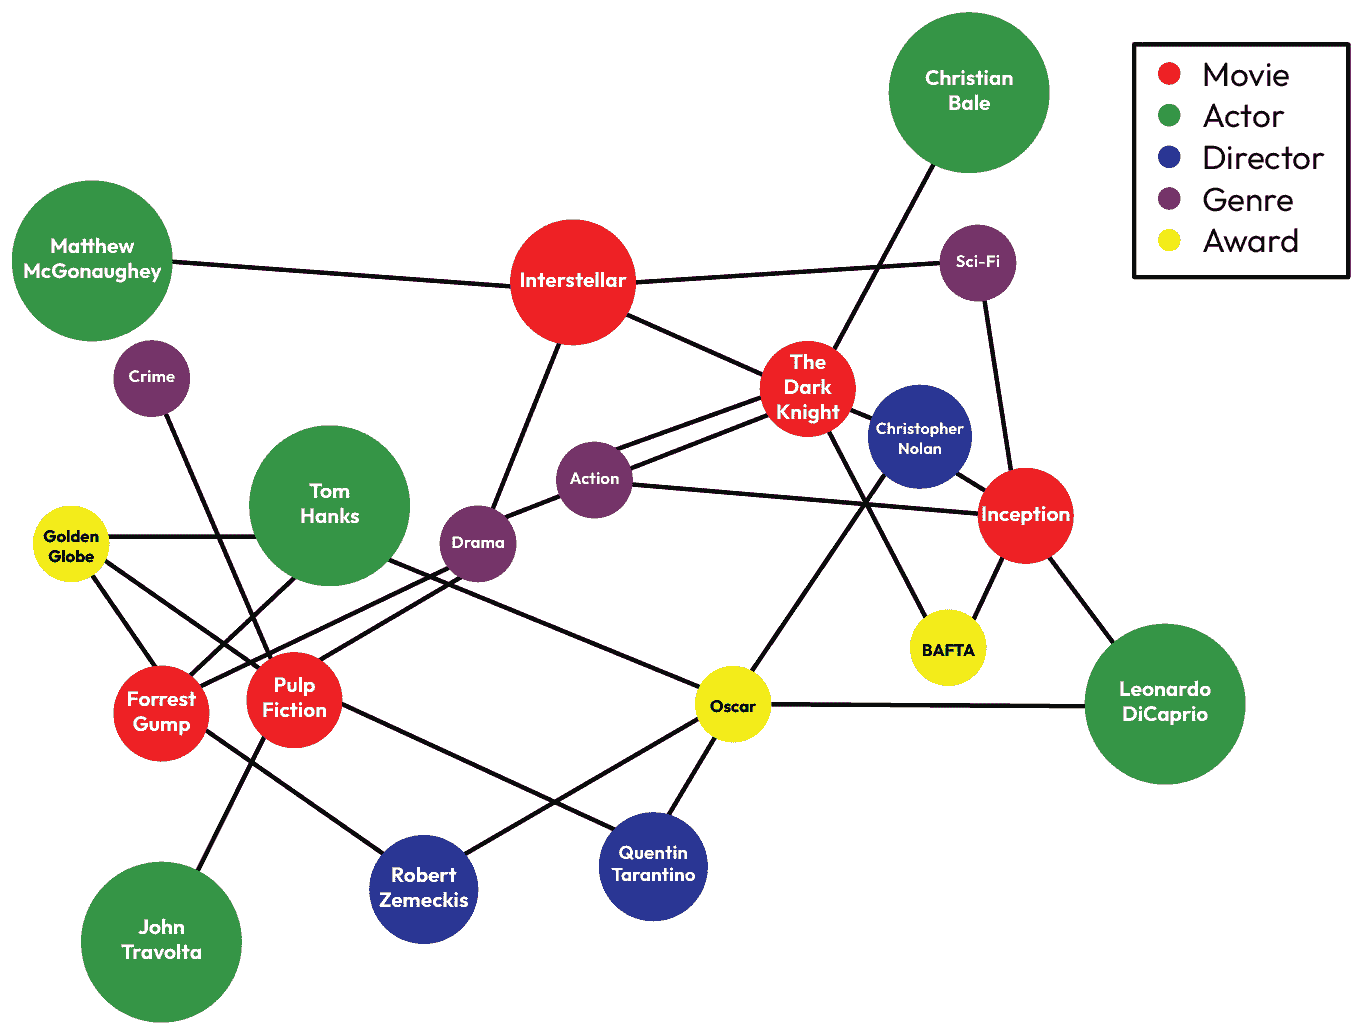 Christian
Bale
Movie
Actor
Director
Genre
Award
Matthew
McGonaughey
Interstellar
Sci-Fi
Crime
The
Dark
Knight
Christopher
Nolan
Tom
Hanks
Action
Inception
Golden
Globe
Drama
BAFTA
Forrest
Gump
Pulp
Fiction
Oscar
Leonardo
DiCaprio
Robert
Zemeckis
Quentin
Tarantino
John
Travolta